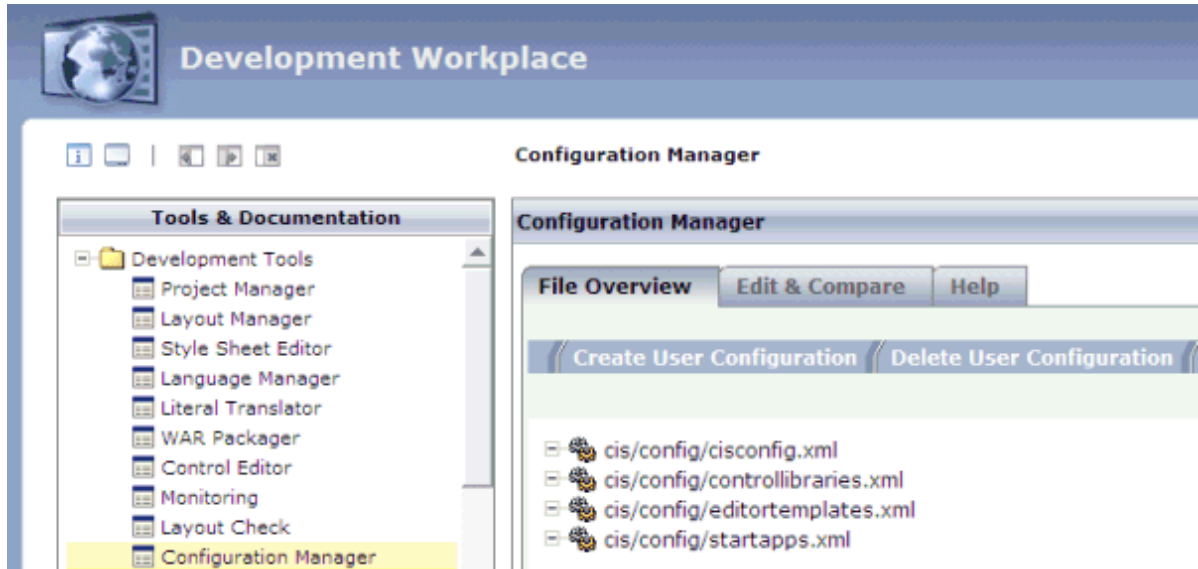 Development Workplace
Configuration Manager
Tools & Documentation
Development Tools
Project Manager
Layout Manager
Style Sheet Editor
Language Manager
Literal Translator
WAR Packager
Control Editor
Monitoring
Layout Check
Configuration Manager
Configuration Manager
File Overview Edit & Compare Help
Create User Configuration Delete User Configuration
cis/config/cisconfig.xml
cis/config/controllibraries.xml
cis/config/editortemplates.xml
cis/config/startapps.xml